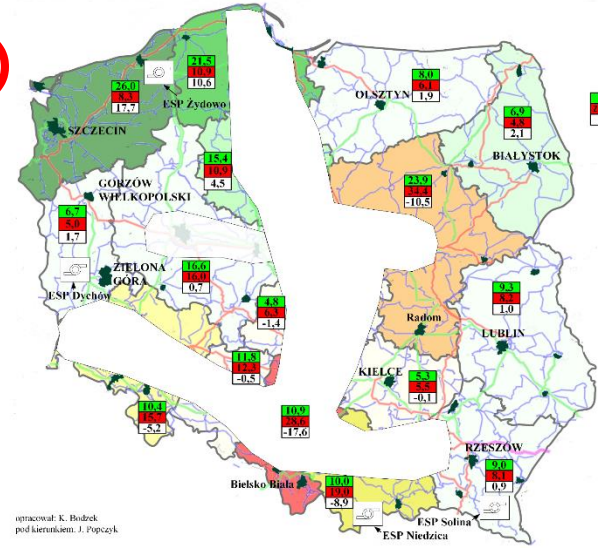 21,5
10,9
10,6
26,0
8,3
17,7
ESP Żydowo
8,0
6,1
1,9
OLSZTYN
6,9
4,8
2,1
SZCZECIN
BIAŁYSTOK
15,4
10,9
4,5
23,9
34,4
-10,5
GORZÓW
WIELKOPOLSKI
6,7
5,0
1,7
ZIELONA
GÓRA
ESP Dychów
16,6
16,0
0,7
4,8
6,3
-1,4
9,3
8,2
1,0
Radom
LUBLIN
11,8
12,3
-0,5
KIELCE
5,3
5,5
-0,1
10,4
15,7
-5,2
10,9
28,6
-17,6
RZESZÓW
9,0
8,1
0,9
Bielsko Biała
10,0
19,0
-8,9
ESP Solina
ESP Niedzica
opracował: K. Bodzek
pod kierunkiem: J. Popczyk